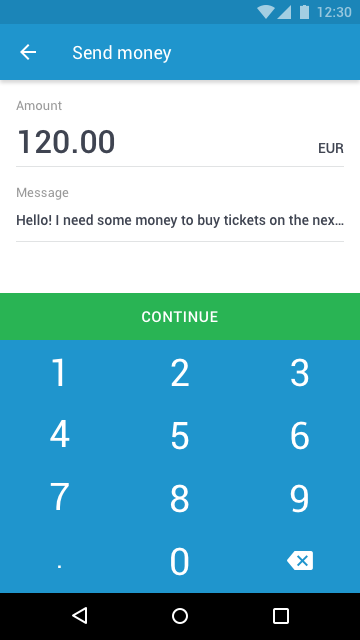 12:30
Send money
Amount
120.00 EUR
Message
Hello! I need some money to buy tickets on the nex...
CONTINUE
1 2 3
4 5 6
7 8 9
. 0